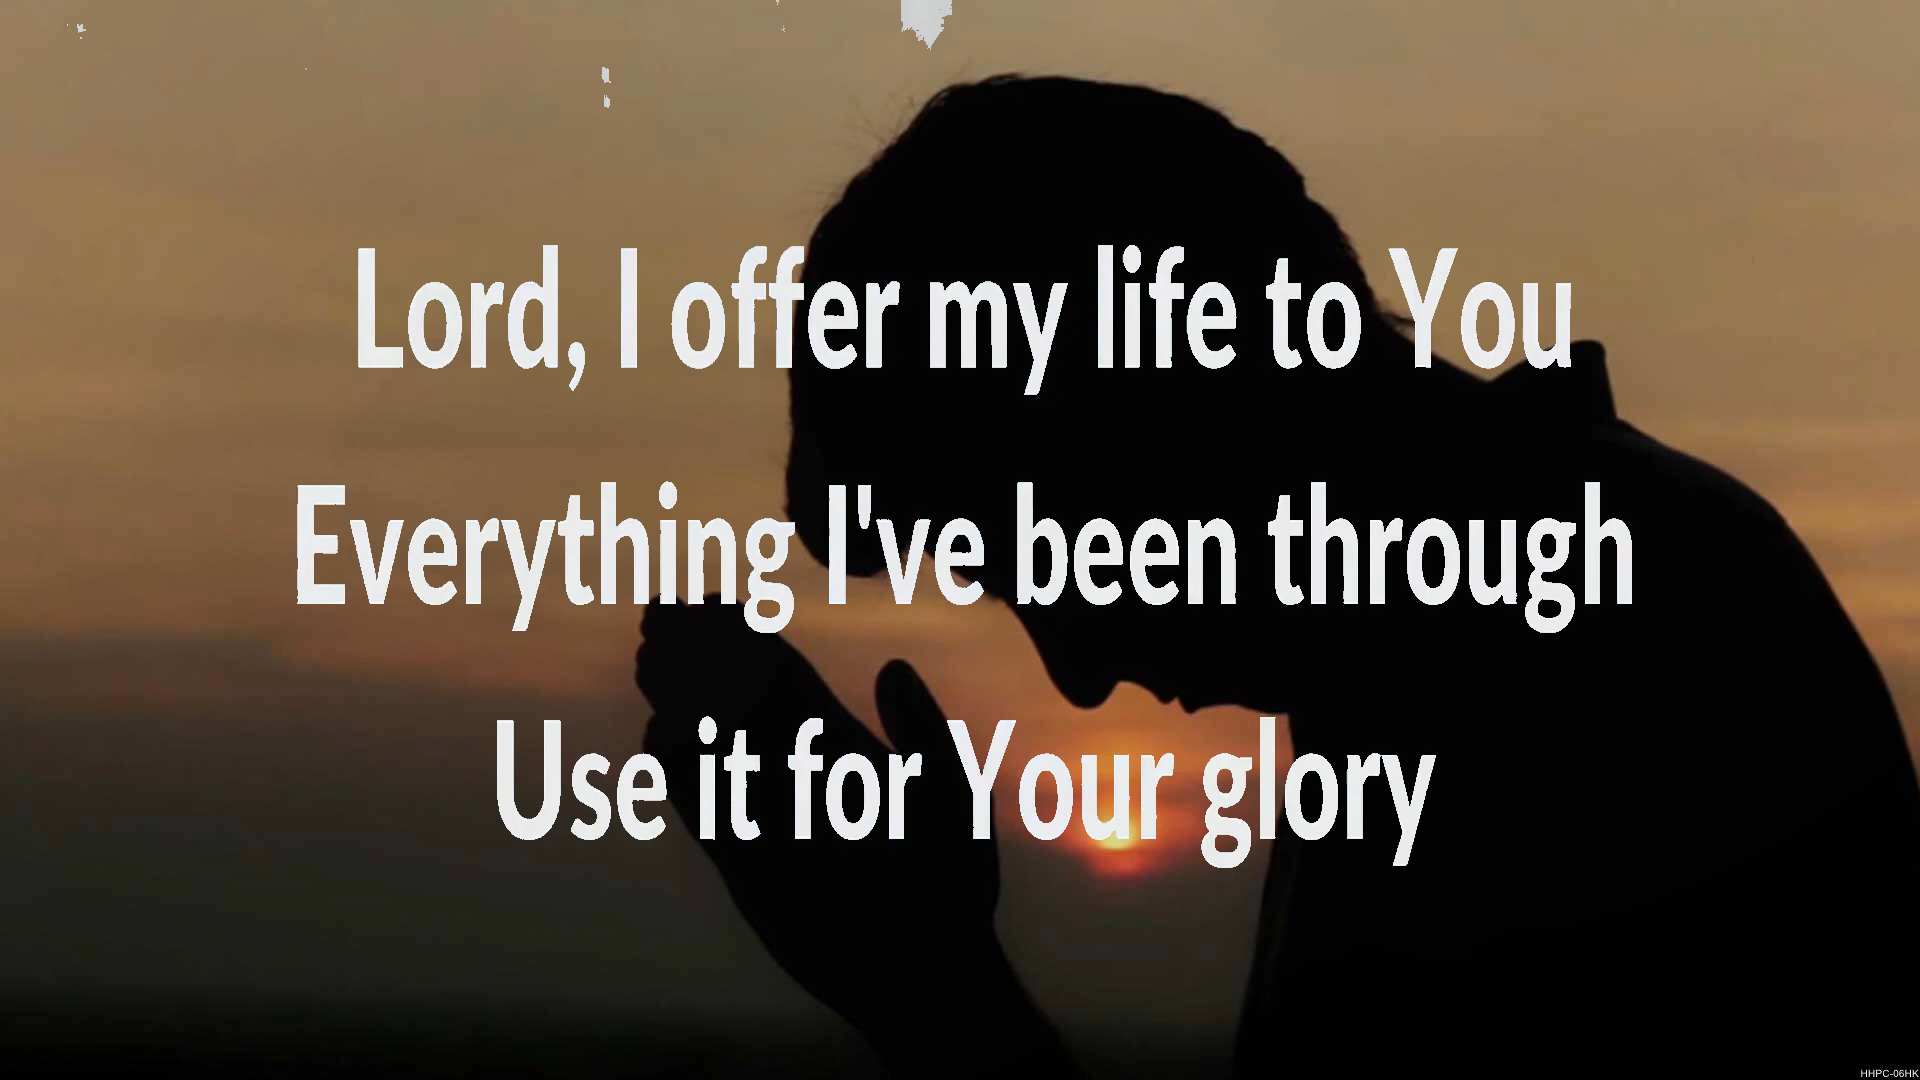 Lord, I offer my life to You
Everything I've been through
Use it for Your glory
HHPC-06HK